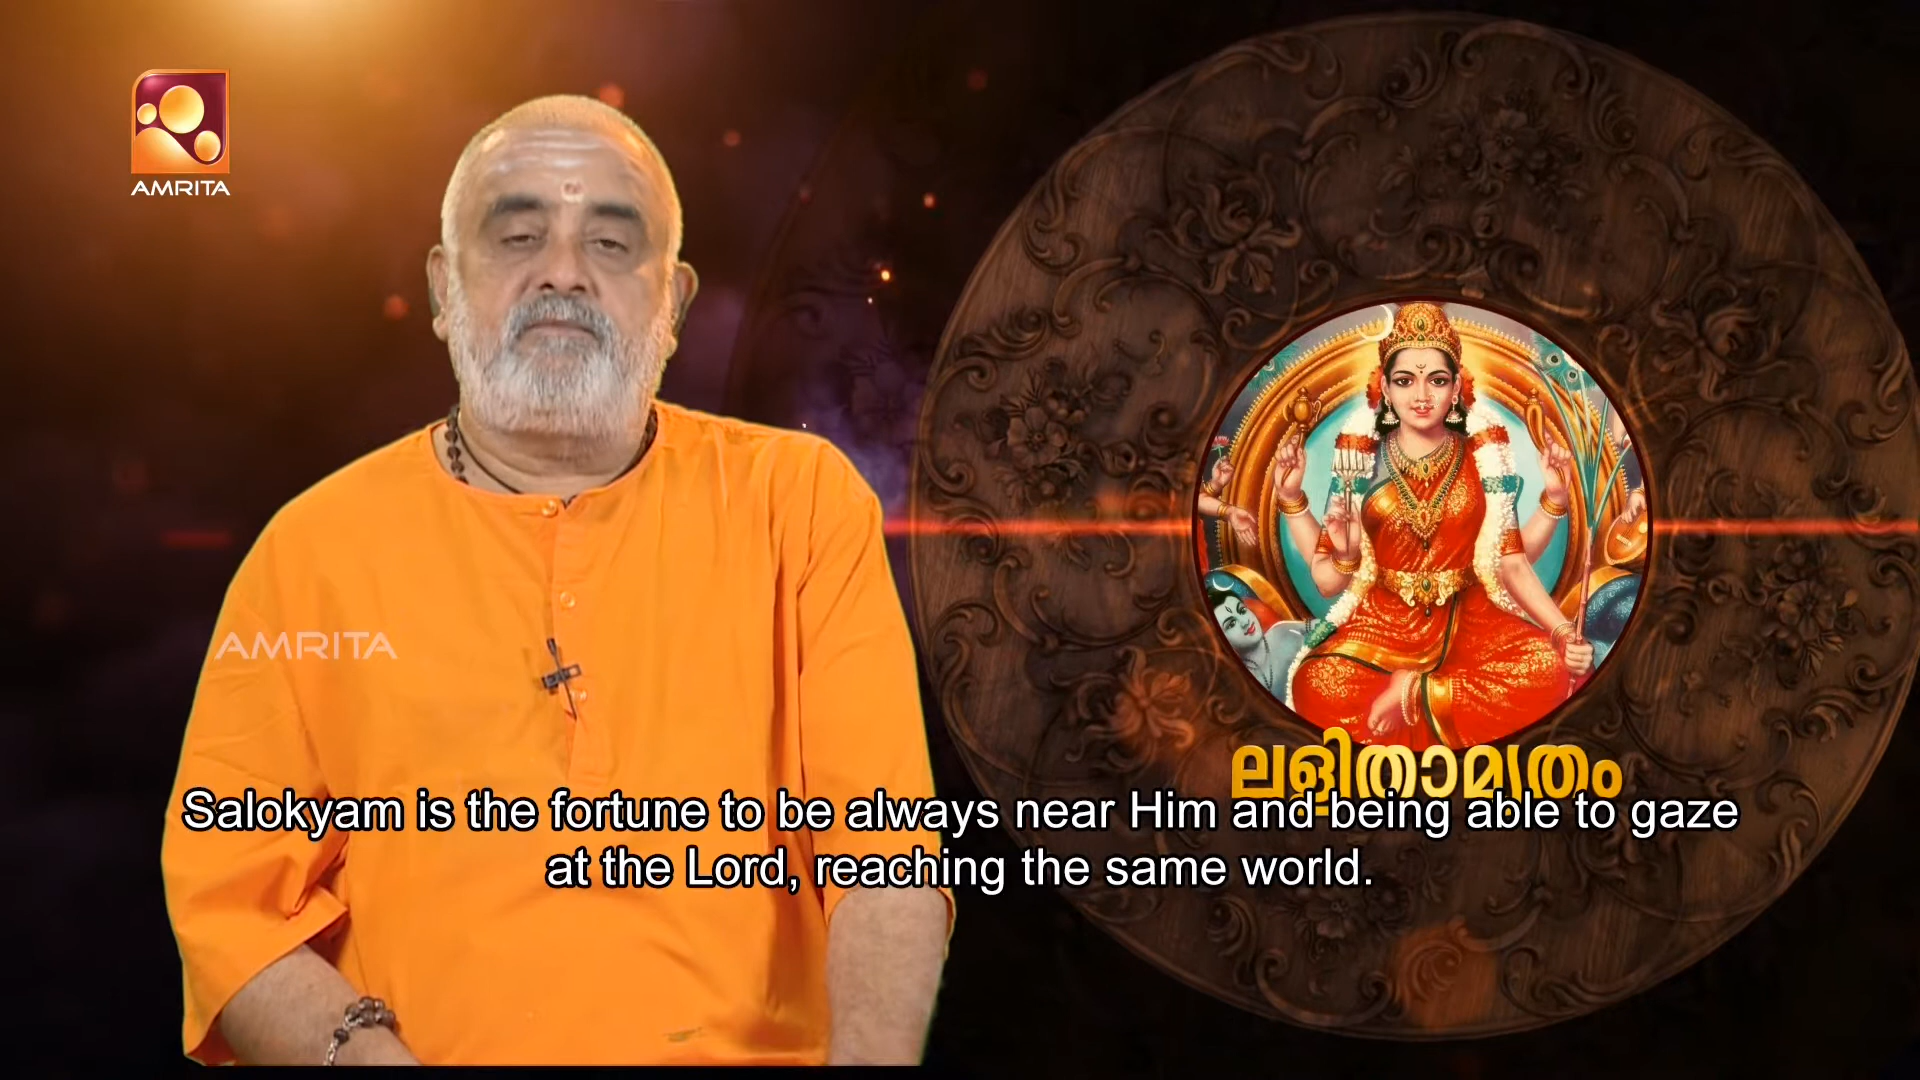 AMRITA
AMRITA
ലളിതാമൃതം
Salokyam is the fortune to be always near Him and being able to gaze
at the Lord, reaching the same world.